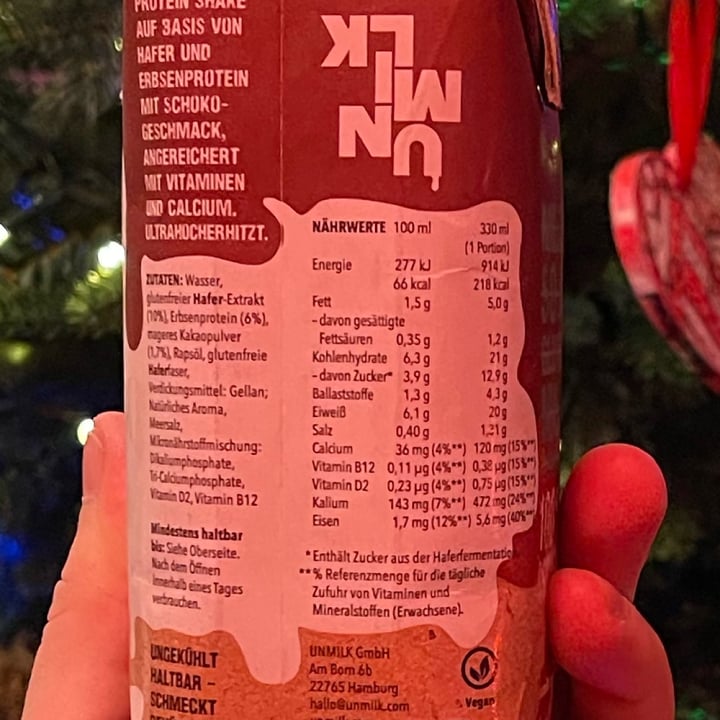 PROTEIN SHAKE
AUF BASIS VON
HAFER UND
ERBSENPROTEIN
MIT SCHOKO-
GESCHMACK,
ANGEREICHERT
MIT VITAMINEN
UND CALCIUM.
ULTRAHOCHERHITZT.
ZUTATEN: Wasser,
glutenfreier Hafer-Extrakt
(10%), Erbsenprotein (6%),
mageres Kakaopulver
(1,7%), Rapsöl, glutenfreie
Haferfaser,
Verdickungsmittel: Gellan;
Natürliches Aroma,
Meersalz,
Mikronährstoffmischung:
Dikaliumphosphate,
Tri-Calciumphosphate,
Vitamin D2, Vitamin B12
Mindestens haltbar
bis: Siehe Oberseite.
Nach dem Öffnen
innerhalb eines Tages
verbrauchen.
UNGEKÜHLT
HALTBAR –
SCHMECKT
UN
MI
LK
NÄHRWERTE 100 ml 330 ml
(1 Portion)
Energie 277 kJ 914 kJ
66 kcal 218 kcal
Fett 1,5 g 5,0 g
- davon gesättigte
Fettsäuren 0,35 g 1,2 g
Kohlenhydrate 6,3 g 21 g
- davon Zucker* 3,9 g 12,9 g
Ballaststoffe 1,3 g 4,3 g
Eiweiß 6,1 g 20 g
Salz 0,40 g 1,31 g
Calcium 36 mg (4%**) 120 mg (15%**)
Vitamin B12 0,11 µg (4%**) 0,38 µg (15%**)
Vitamin D2 0,23 µg (4%**) 0,75 µg (15%**)
Kalium 143 mg (7%**) 472 mg (24%**)
Eisen 1,7 mg (12%**) 5,6 mg (40%**
* Enthält Zucker aus der Haferfermentatio
** % Referenzmenge für die tägliche
Zufuhr von Vitaminen und
Mineralstoffen (Erwachsene).
UNMILK GmbH
Am Born 6b
22765 Hamburg
hallo@unmilk.com
Vegan